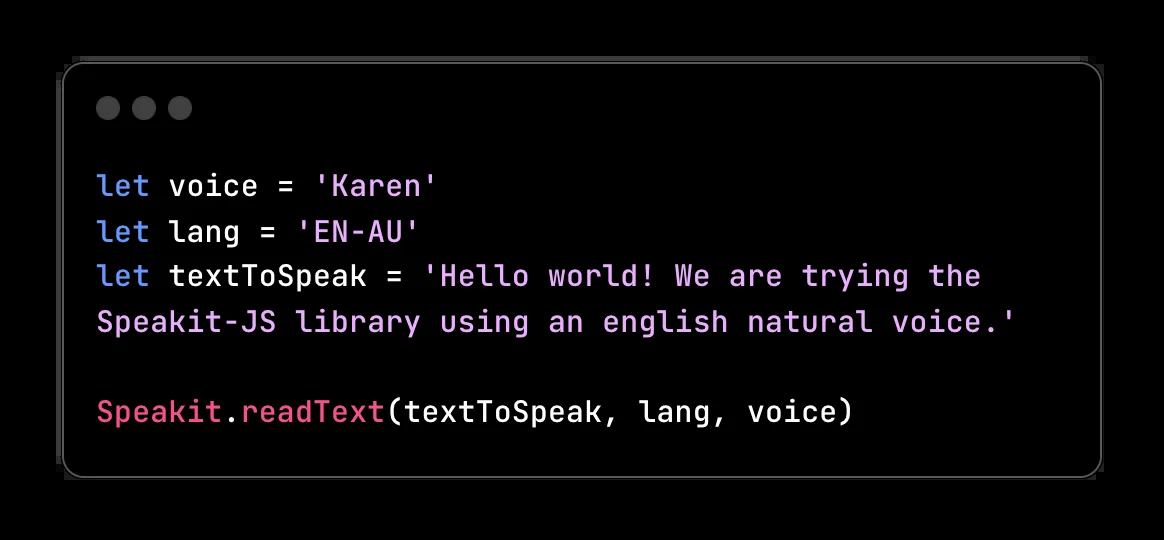 let voice = 'Karen'
let lang = 'EN-AU'
let textToSpeak = 'Hello world! We are trying the
Speakit-JS library using an english natural voice.'
Speakit.readText(textToSpeak, lang, voice)